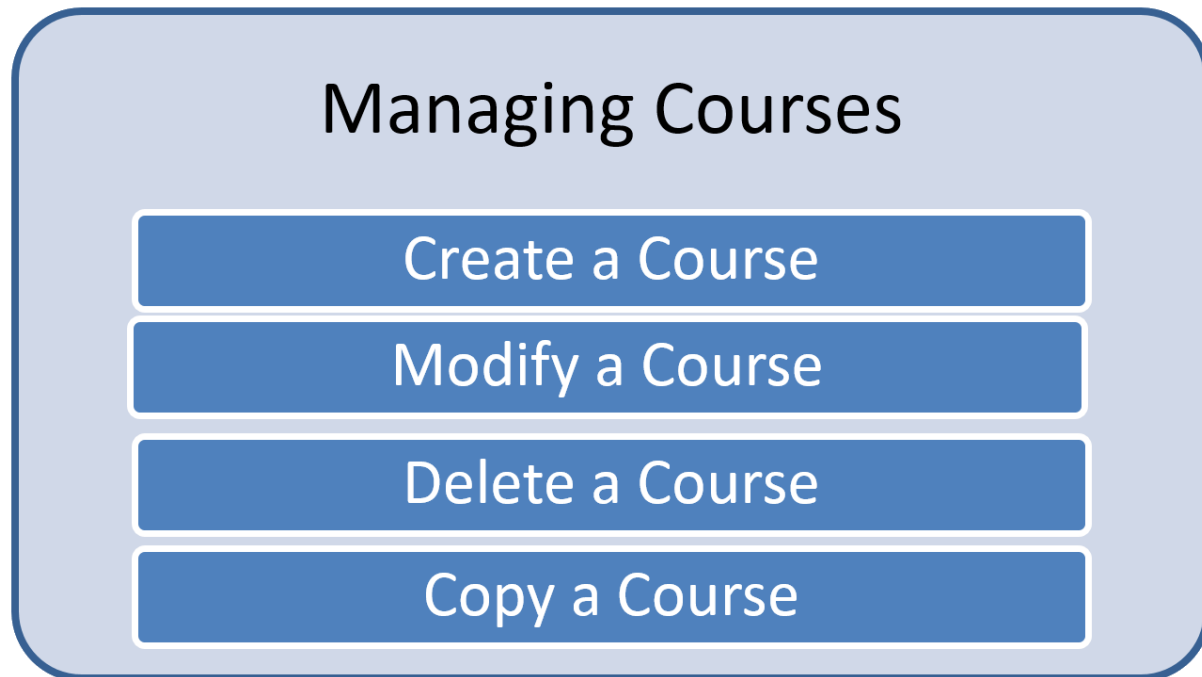 Managing Courses
Create a Course
Modify a Course
Delete a Course
Copy a Course